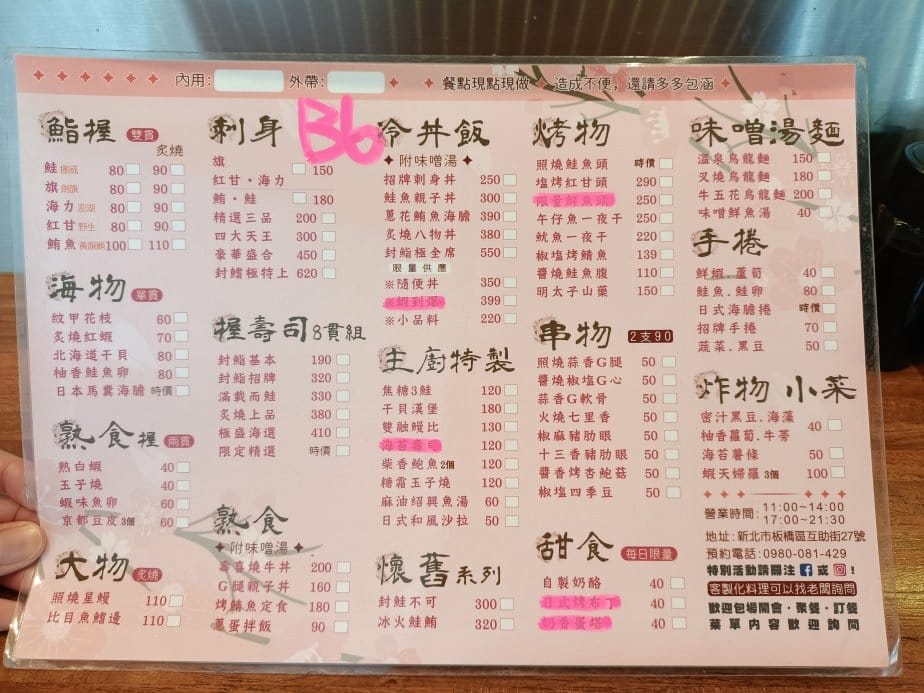 內用: 外帶: 餐點現點現做 造成不便，還請多多包涵
B6
鮨握 雙貫
炙燒
鮭 挪威 80 90
旗 劍旗 80 90
海力 澎湖 80 90
紅甘 野生 80 90
鮪魚 黃旗鮪 100 110
海物 單貫
紋甲花枝 60
炙燒紅蝦 70
北海道干貝 80
柚香鮭魚卵 80
日本馬糞海膽 時價
熟食握 兩貫
熟白蝦 40
玉子燒 40
蝦味魚卵 60
京都豆皮 3個 60
大物 炙燒
照燒星鰻 110
比目魚鰭邊 110
刺身
旗 150
紅甘·海力
鮪·鮭 180
精選三品 200
四大天王 300
豪華盛合 450
封鱈極特上 620
握壽司8貫組
封鮨基本 190
封鮨招牌 320
滿載而鮭 330
炙燒上品 380
極盛海選 410
限定精選 時價
熟食
附味噌湯
壽喜燒牛丼 200
G腿親子丼 160
烤鯖魚定食 180
蔥蛋拌飯 90
冷丼飯
附味噌湯
招牌刺身丼 250
鮭魚親子丼 300
蔥花鮪魚海膽 390
炙燒八物丼 380
封鮨極全席 550
限量供應
※隨便丼 350
※蝦到爆 399
※小品料 220
主廚特製
焦糖3鮭 120
干貝漢堡 180
雙融鰻比 130
海苔壽司 120
柴香鮑魚 2個 120
糖霜玉子燒 120
麻油紹興魚湯 60
日式和風沙拉 50
懷舊系列
封鮭不可 300
冰火鮭鮪 320
烤物
照燒鮭魚頭 時價
塩烤紅甘頭 290
限量鮮魚頭 250
午仔魚一夜干 250
魷魚一夜干 220
椒塩烤鯖魚 139
醬燒鮭魚腹 110
明太子山藥 150
串物 2支90
照燒蒜香G腿 50
醬燒椒塩G心 50
蒜香G軟骨 50
火燒七里香 50
椒麻豬肋眼 50
十三香豬肋眼 50
醬香烤杏鮑菇 50
椒塩四季豆 50
甜食 每日限量
自製奶酪 40
日式烤布丁 40
奶香蛋塔 40
味噌湯麵
溫泉烏龍麵 150
叉燒烏龍麵 180
牛五花烏龍麵 200
味噌鮮魚湯 40
手捲
鮮蝦.蘆筍 40
鮭魚.鮭卵 80
日式海膽捲 時價
招牌手捲 70
蔬菜.黑豆 50
炸物 小菜
密汁黑豆.海藻
柚香蘿蔔.牛蒡 40
海苔薯條 50
蝦天婦羅 3個 100
營業時間: 11:00~14:00
17:00~21:30
地址: 新北市板橋區互助街27號
預約電話: 0980-081-429
特別活動請關注 f 或 !
客製化料理可以找老闆詢問
歡迎包場開會·聚餐·訂餐
菜單內容歡迎詢問